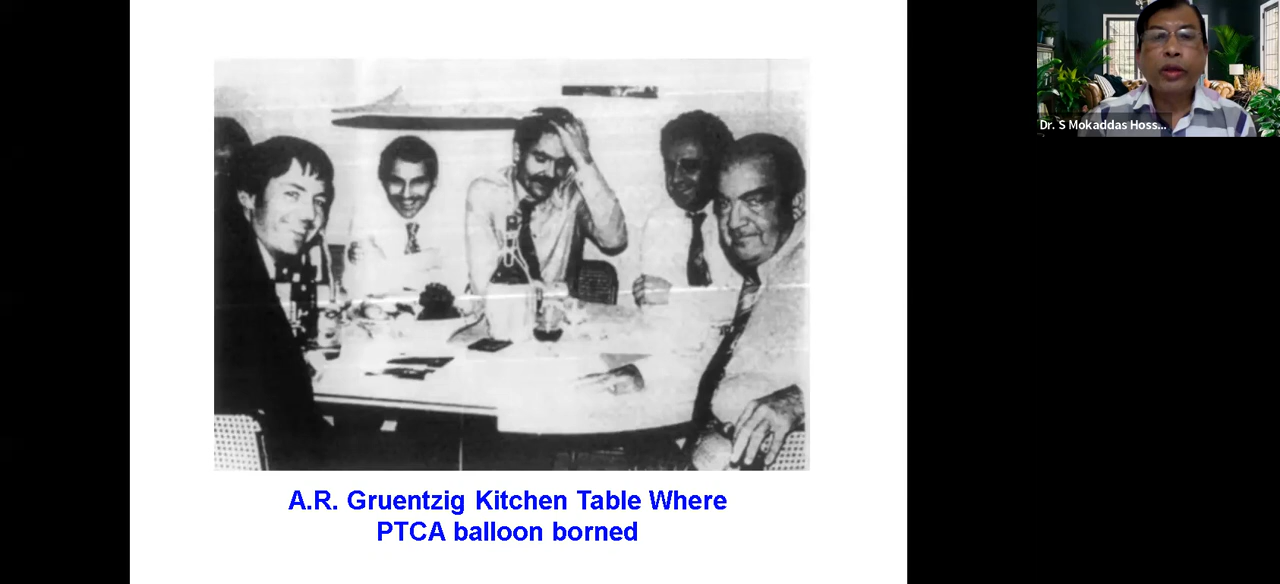 Dr. S Mokaddas Hoss...
A.R. Gruentzig Kitchen Table Where
PTCA balloon borned